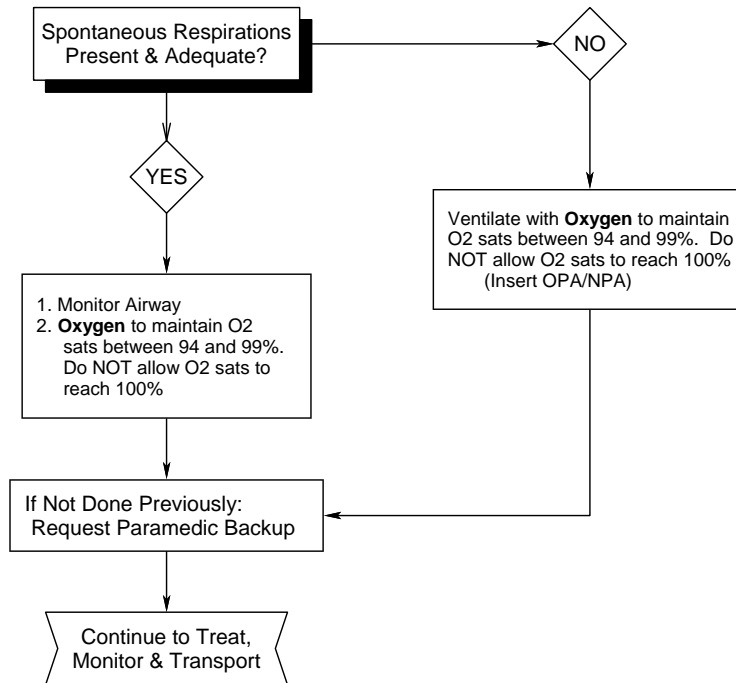 Spontaneous Respirations
Present & Adequate?
NO
YES
Ventilate with Oxygen to maintain
O2 sats between 94 and 99%. Do
NOT allow O2 sats to reach 100%
(Insert OPA/NPA)
1. Monitor Airway
2. Oxygen to maintain O2
sats between 94 and 99%.
Do NOT allow O2 sats to
reach 100%
If Not Done Previously:
Request Paramedic Backup
Continue to Treat,
Monitor & Transport